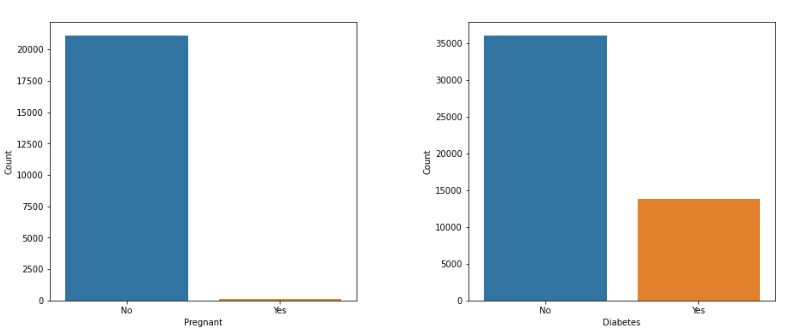 20000
17500
15000
12500
10000
7500
5000
2500
0
Count
No Yes
Pregnant
35000
30000
25000
20000
15000
10000
5000
0
Count
No Yes
Diabetes